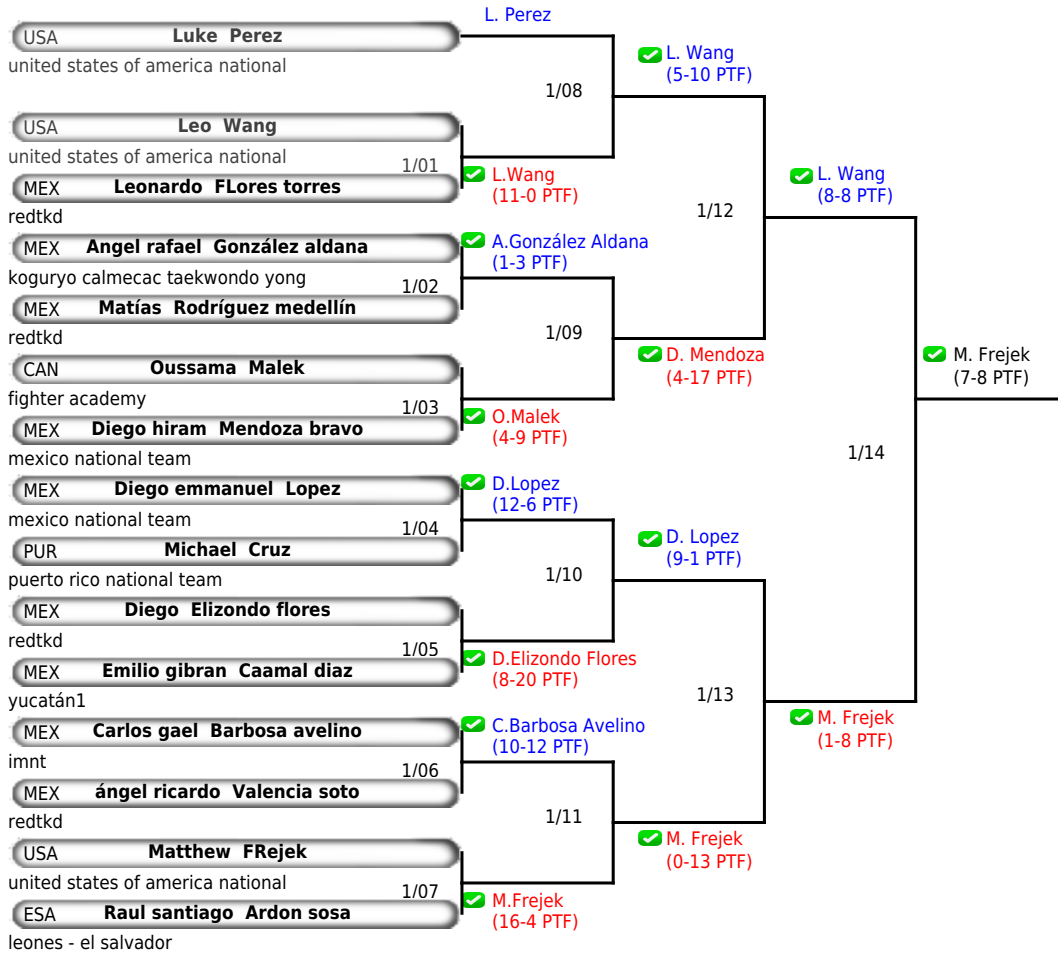 L. Perez
USA Luke Perez
united states of america national
L. Wang
(5-10 PTF)
1/08
USA Leo Wang
united states of america national
1/01
L.Wang
(11-0 PTF)
MEX Leonardo FLores torres
redtkd
L. Wang
(8-8 PTF)
1/12
MEX Angel rafael González aldana
koguryo calmecac taekwondo yong
A.González Aldana
(1-3 PTF)
1/02
MEX Matías Rodríguez medellín
redtkd
1/09
D. Mendoza
(4-17 PTF)
M. Frejek
(7-8 PTF)
CAN Oussama Malek
fighter academy
1/03
O.Malek
(4-9 PTF)
MEX Diego hiram Mendoza bravo
mexico national team
1/14
MEX Diego emmanuel Lopez
mexico national team
D.Lopez
(12-6 PTF)
1/04
PUR Michael Cruz
puerto rico national team
D. Lopez
(9-1 PTF)
1/10
MEX Diego Elizondo flores
redtkd
1/05
D.Elizondo Flores
(8-20 PTF)
MEX Emilio gibran Caamal diaz
yucatán1
1/13
M. Frejek
(1-8 PTF)
MEX Carlos gael Barbosa avelino
imnt
C.Barbosa Avelino
(10-12 PTF)
1/06
MEX ángel ricardo Valencia soto
redtkd
1/11
M. Frejek
(0-13 PTF)
USA Matthew FRejek
united states of america national
1/07
M.Frejek
(16-4 PTF)
ESA Raul santiago Ardon sosa
leones - el salvador